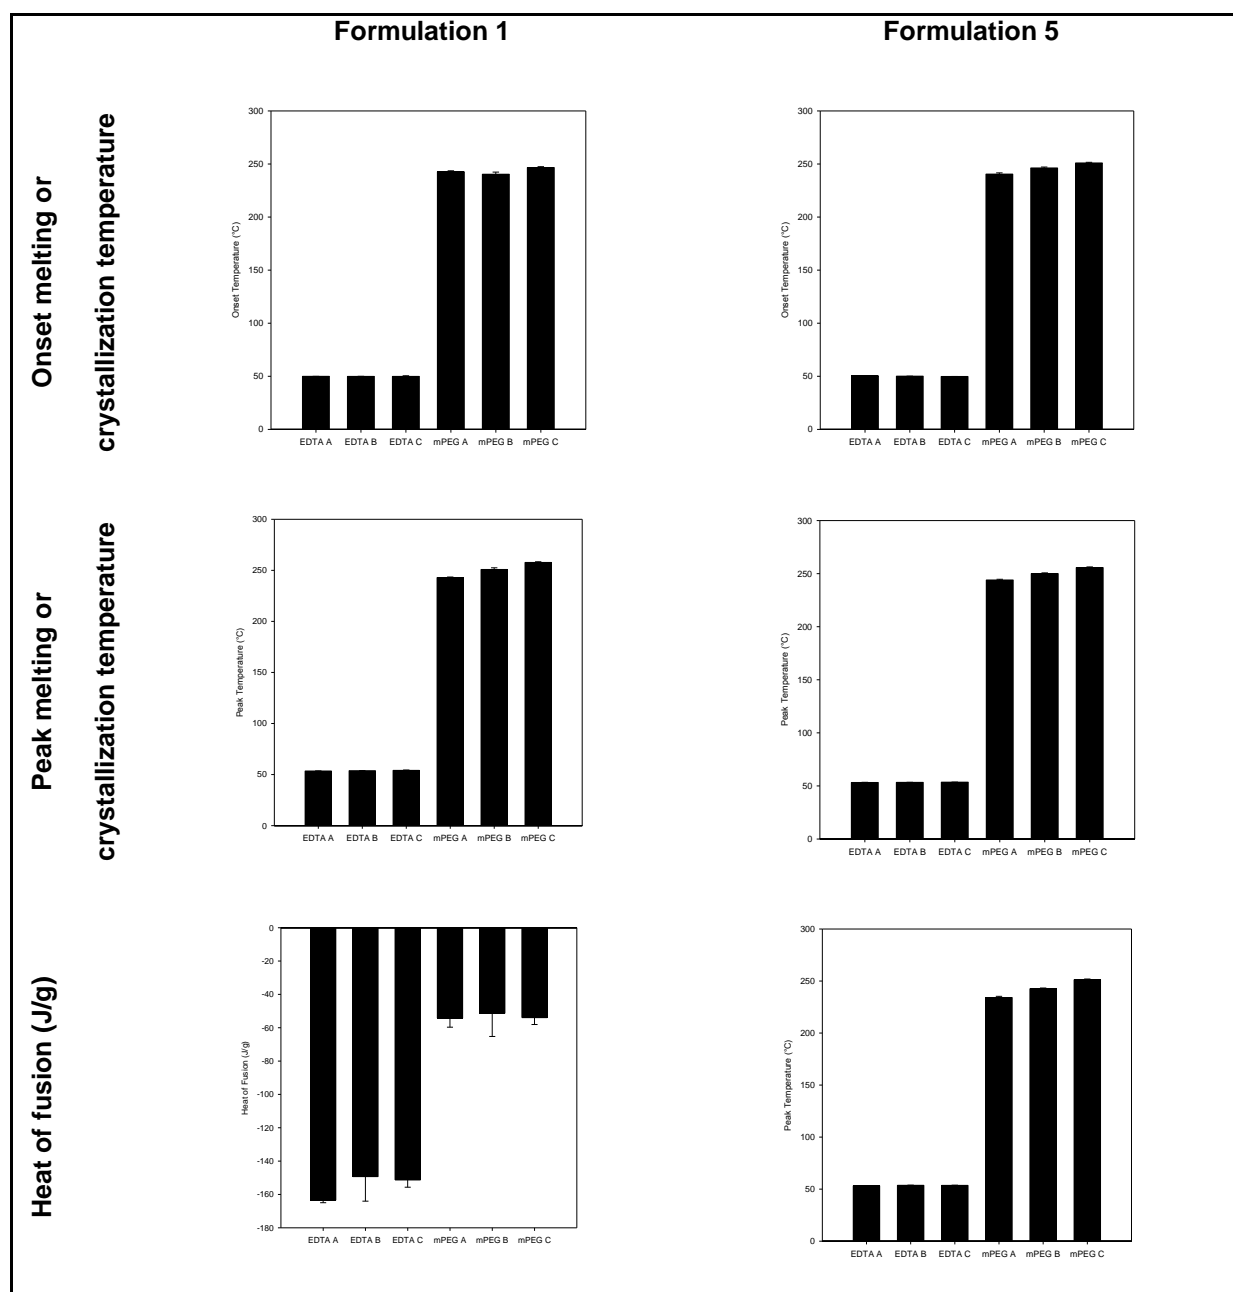 Formulation 1
Formulation 5
Onset melting or
crystallization temperature
300
250
200
150
100
50
0
Onset Temperature (°C)
EDTA A EDTA B EDTA C mPEG A mPEG B mPEG C
300
250
200
150
100
50
0
Onset Temperature (°C)
EDTA A EDTA B EDTA C mPEG A mPEG B mPEG C
Peak melting or
crystallization temperature
300
250
200
150
100
50
0
Peak Temperature (°C)
EDTA A EDTA B EDTA C mPEG A mPEG B mPEG C
300
250
200
150
100
50
0
Peak Temperature (°C)
EDTA A EDTA B EDTA C mPEG A mPEG B mPEG C
Heat of fusion (J/g)
0
-20
-40
-60
-80
-100
-120
-140
-160
-180
Heat of Fusion (J/g)
EDTA A EDTA B EDTA C mPEG A mPEG B mPEG C
300
250
200
150
100
50
0
Peak Temperature (°C)
EDTA A EDTA B EDTA C mPEG A mPEG B mPEG C